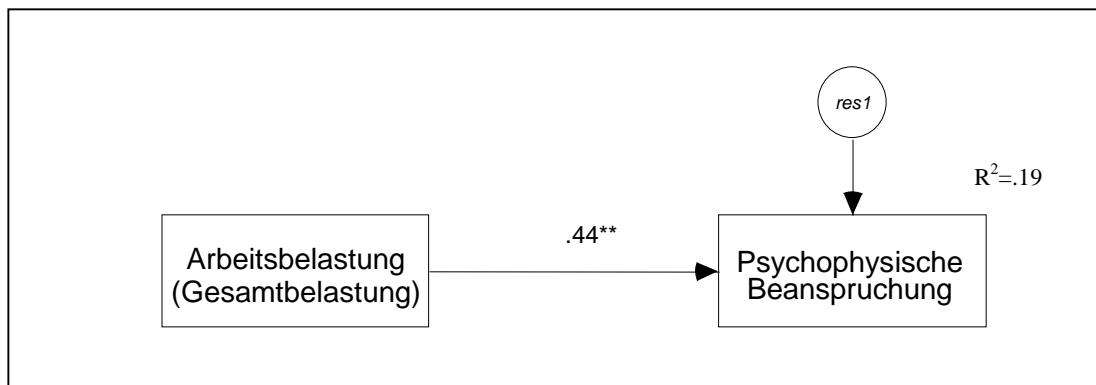 res1
R²=.19
.44**
Arbeitsbelastung
(Gesamtbelastung)
Psychophysische
Beanspruchung